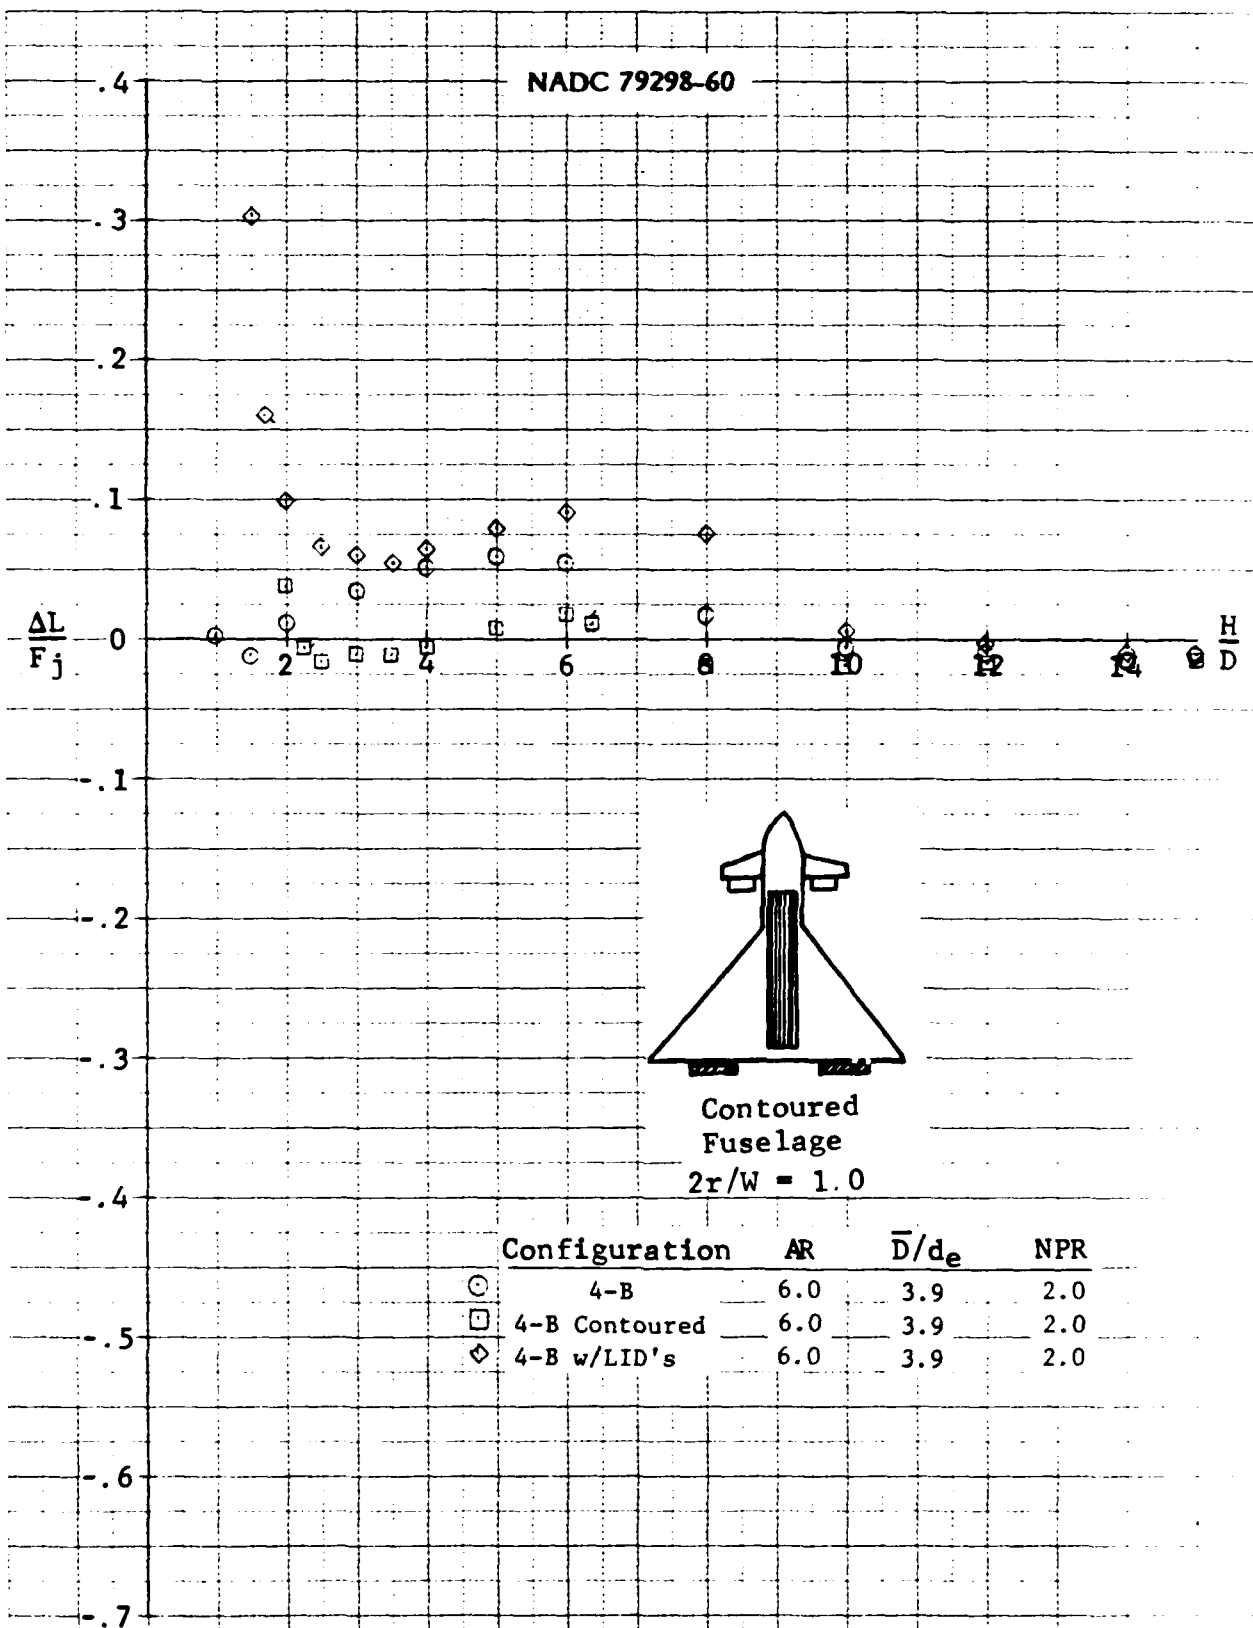 NADC 79298-60
.4
.3
.2
.1
ΔL
Fj
0
2
4
6
8
10
12
14
H
D
-.1
-.2
-.3
-.4
-.5
-.6
-.7
Contoured
Fuselage
2r/W = 1.0
Configuration AR D̅/de NPR
4-B 6.0 3.9 2.0
4-B Contoured 6.0 3.9 2.0
4-B w/LID's 6.0 3.9 2.0